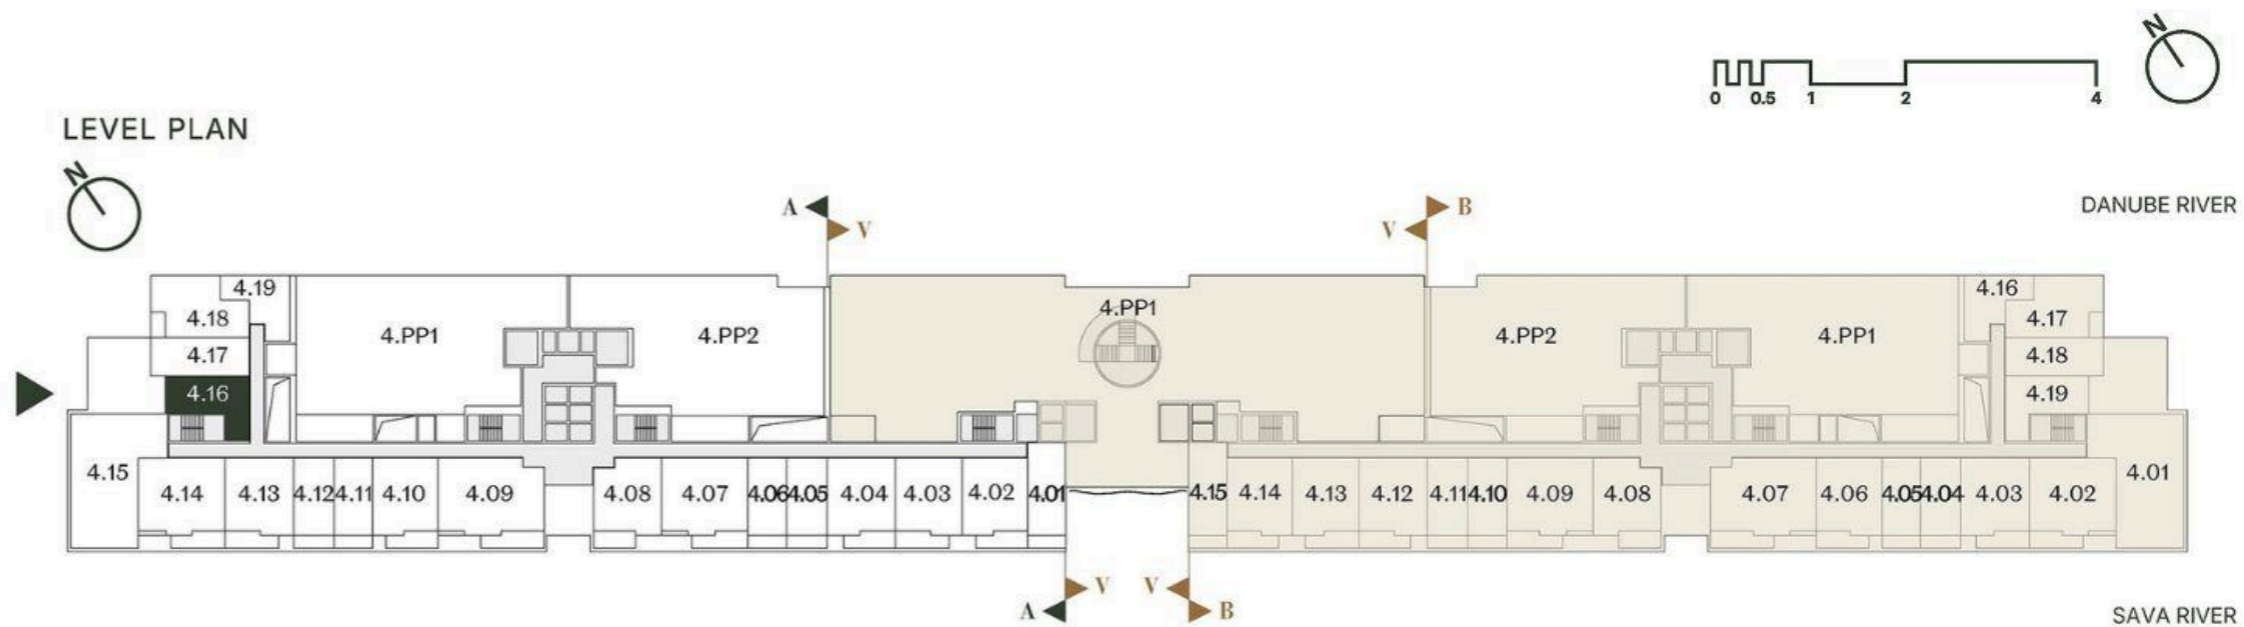 N
0 0.5 1 2 4
LEVEL PLAN
N
A V
V B
DANUBE RIVER
4.19
4.18
4.17
4.16
4.PP1
4.PP2
4.PP1
4.PP2
4.PP1
4.16
4.17
4.18
4.19
4.15
4.14 4.13 4.12 4.11 4.10 4.09 4.08 4.07 4.06 4.05 4.04 4.03 4.02 4.01
4.15 4.14 4.13 4.12 4.11 4.10 4.09 4.08 4.07 4.06 4.05 4.04 4.03 4.02
4.01
V V
A B
SAVA RIVER